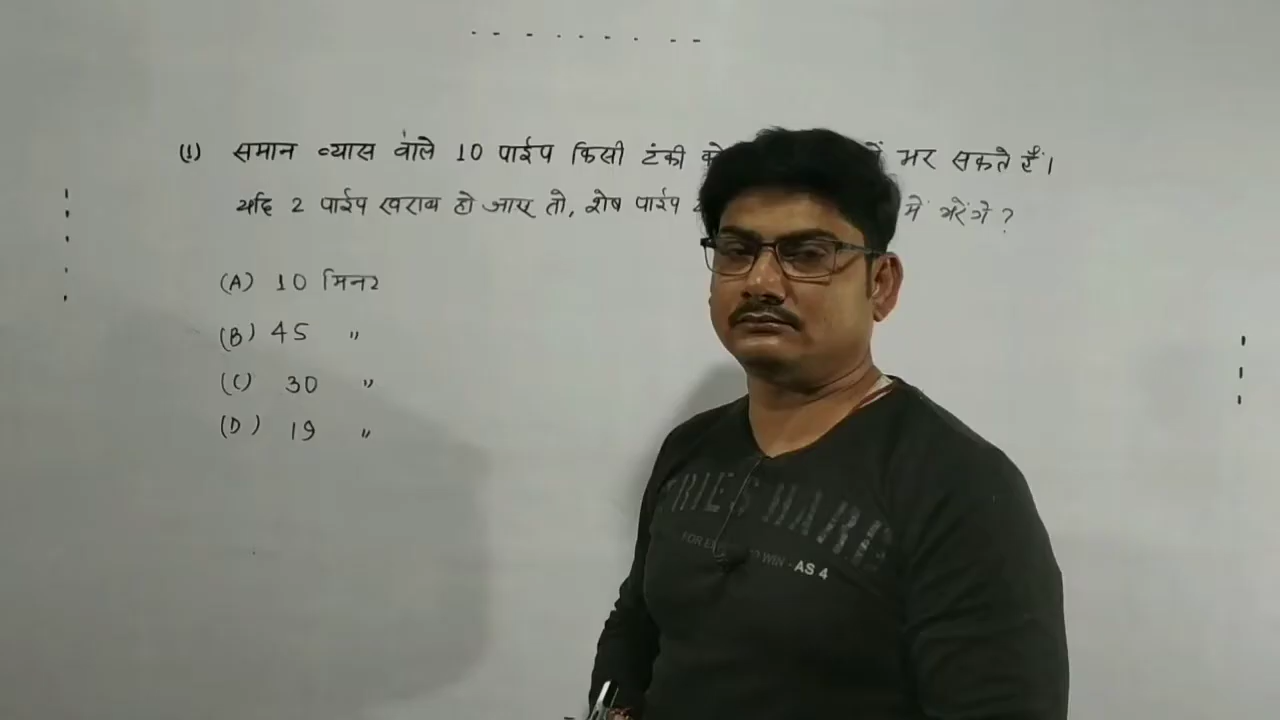 (1) समान व्यास वाले 10 पाईप किसी टंकी को में भर सकते हैं।
यदि 2 पाईप खराब हो जाए तो, शेष पाईप में भरेंगे ?
(A) 10 मिनट
(B) 45 "
(C) 30 "
(D) 19 "
WIN - AS 4